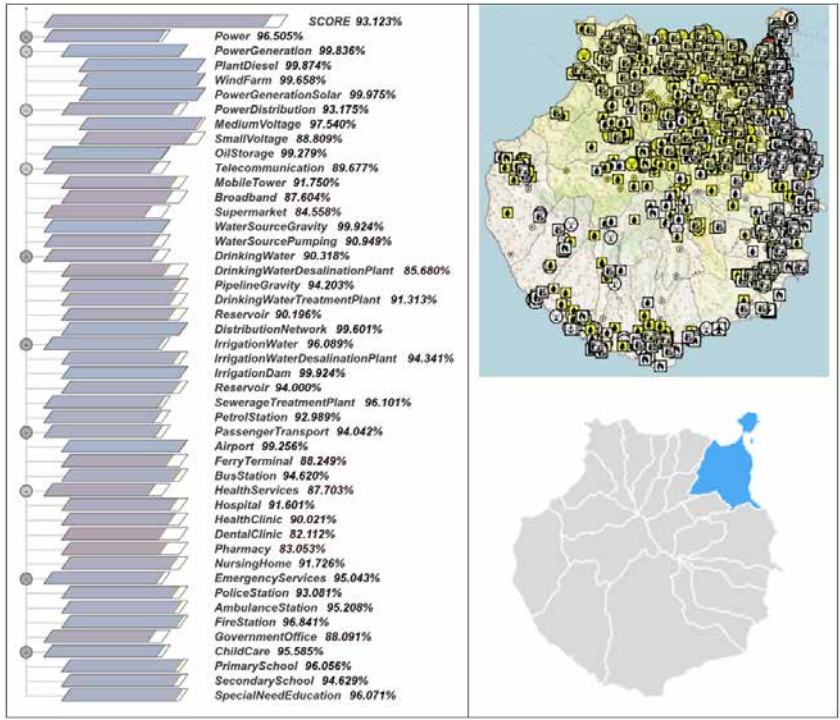 SCORE 93.123%
Power 96.505%
PowerGeneration 99.836%
PlantDiesel 99.874%
WindFarm 99.658%
PowerGenerationSolar 99.975%
PowerDistribution 93.175%
MediumVoltage 97.540%
SmallVoltage 88.809%
OilStorage 99.279%
Telecommunication 89.677%
MobileTower 91.750%
Broadband 87.604%
Supermarket 84.558%
WaterSourceGravity 99.924%
WaterSourcePumping 90.949%
DrinkingWater 90.318%
DrinkingWaterDesalinationPlant 85.680%
PipelineGravity 94.203%
DrinkingWaterTreatmentPlant 91.313%
Reservoir 90.196%
DistributionNetwork 99.601%
IrrigationWater 96.089%
IrrigationWaterDesalinationPlant 94.341%
IrrigationDam 99.924%
Reservoir 94.000%
SewerageTreatmentPlant 96.101%
PetrolStation 92.989%
PassengerTransport 94.042%
Airport 99.256%
FerryTerminal 88.249%
BusStation 94.620%
HealthServices 87.703%
Hospital 91.601%
HealthClinic 90.021%
DentalClinic 82.112%
Pharmacy 83.053%
NursingHome 91.726%
EmergencyServices 95.043%
PoliceStation 93.081%
AmbulanceStation 95.208%
FireStation 96.841%
GovernmentOffice 88.091%
ChildCare 95.585%
PrimarySchool 96.056%
SecondarySchool 94.629%
SpecialNeedEducation 96.071%